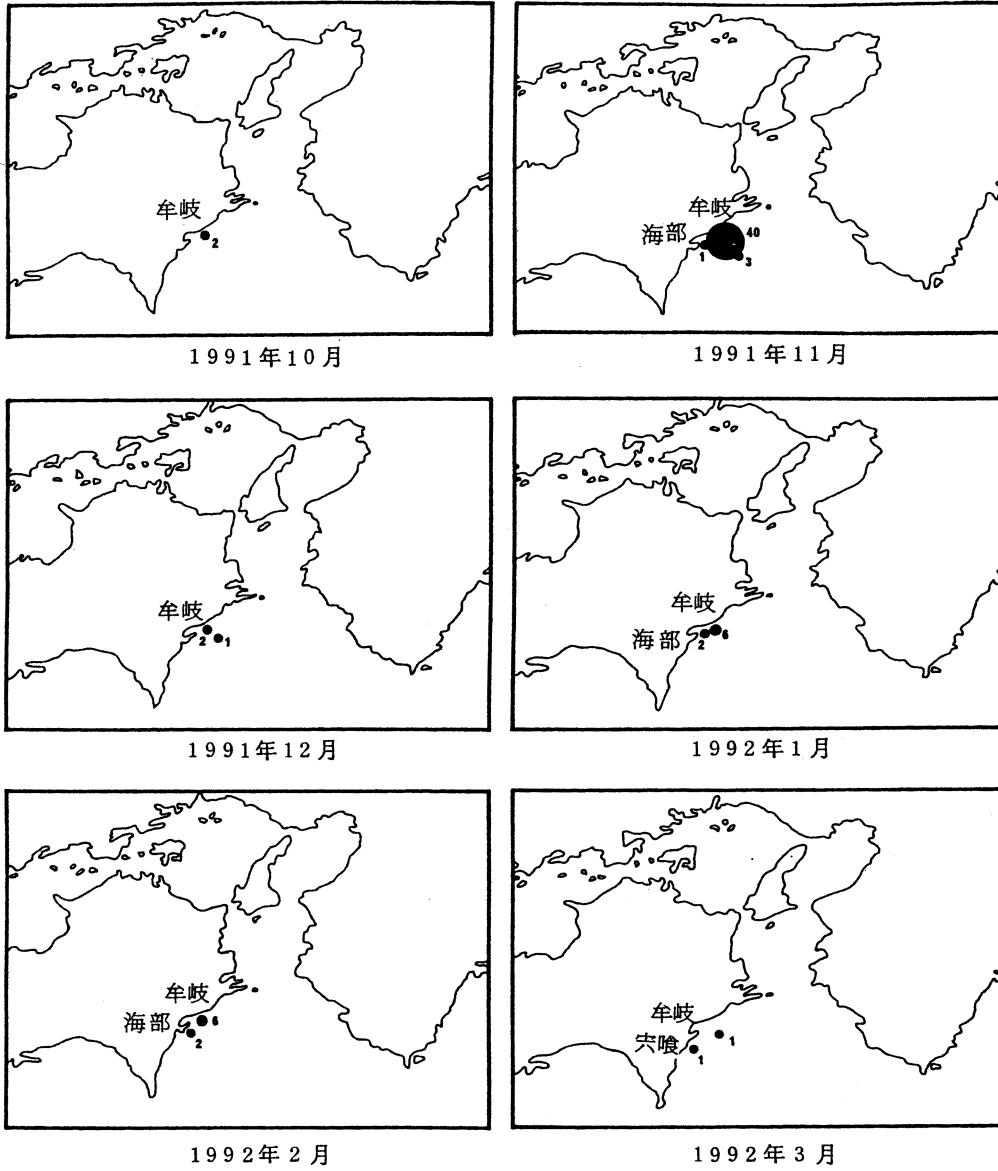 牟岐
2
1991年10月
牟岐
海部
40
1
3
1991年11月
牟岐
2
1
1991年12月
牟岐
海部
2
6
1992年1月
牟岐
海部
6
2
1992年2月
牟岐
宍喰
1
1
1992年3月